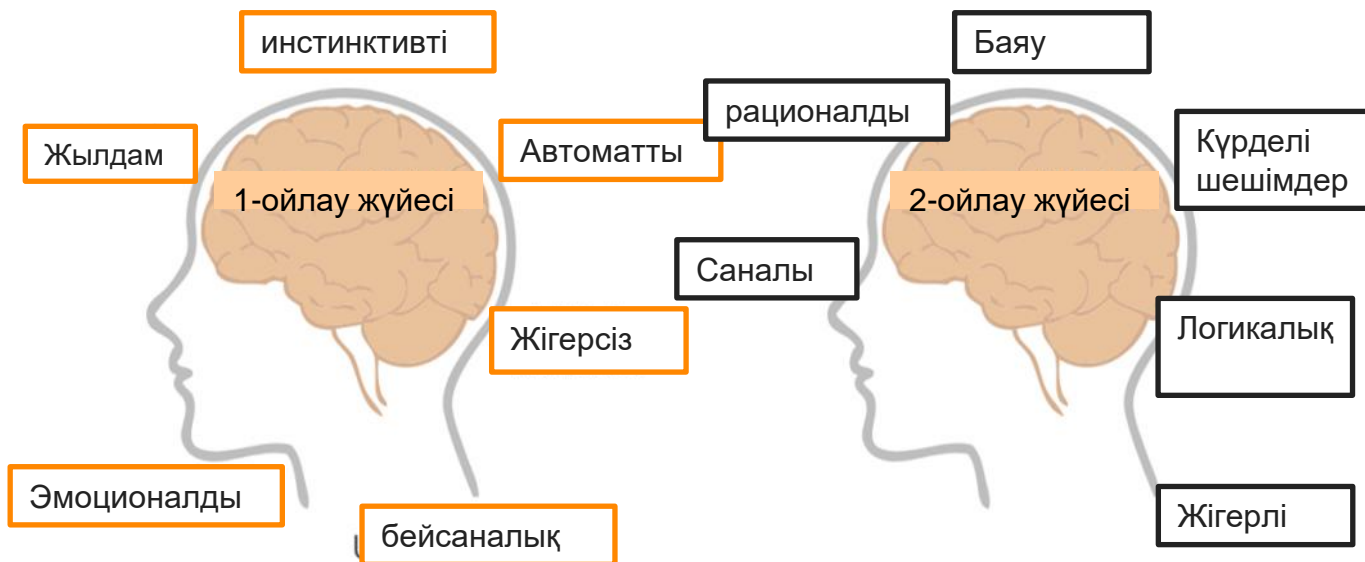 инстинктивті
Жылдам
Автоматты
1-ойлау жүйесі
Жігерсіз
Эмоционалды
бейсаналық
Баяу
рационалды
Күрделі
шешімдер
2-ойлау жүйесі
Саналы
Логикалық
Жігерлі